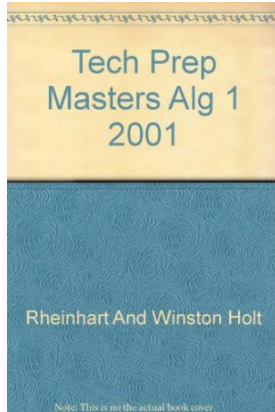 Tech Prep
Masters Alg 1
2001
Rheinhart And Winston Holt
Note: This is no the actual book cover